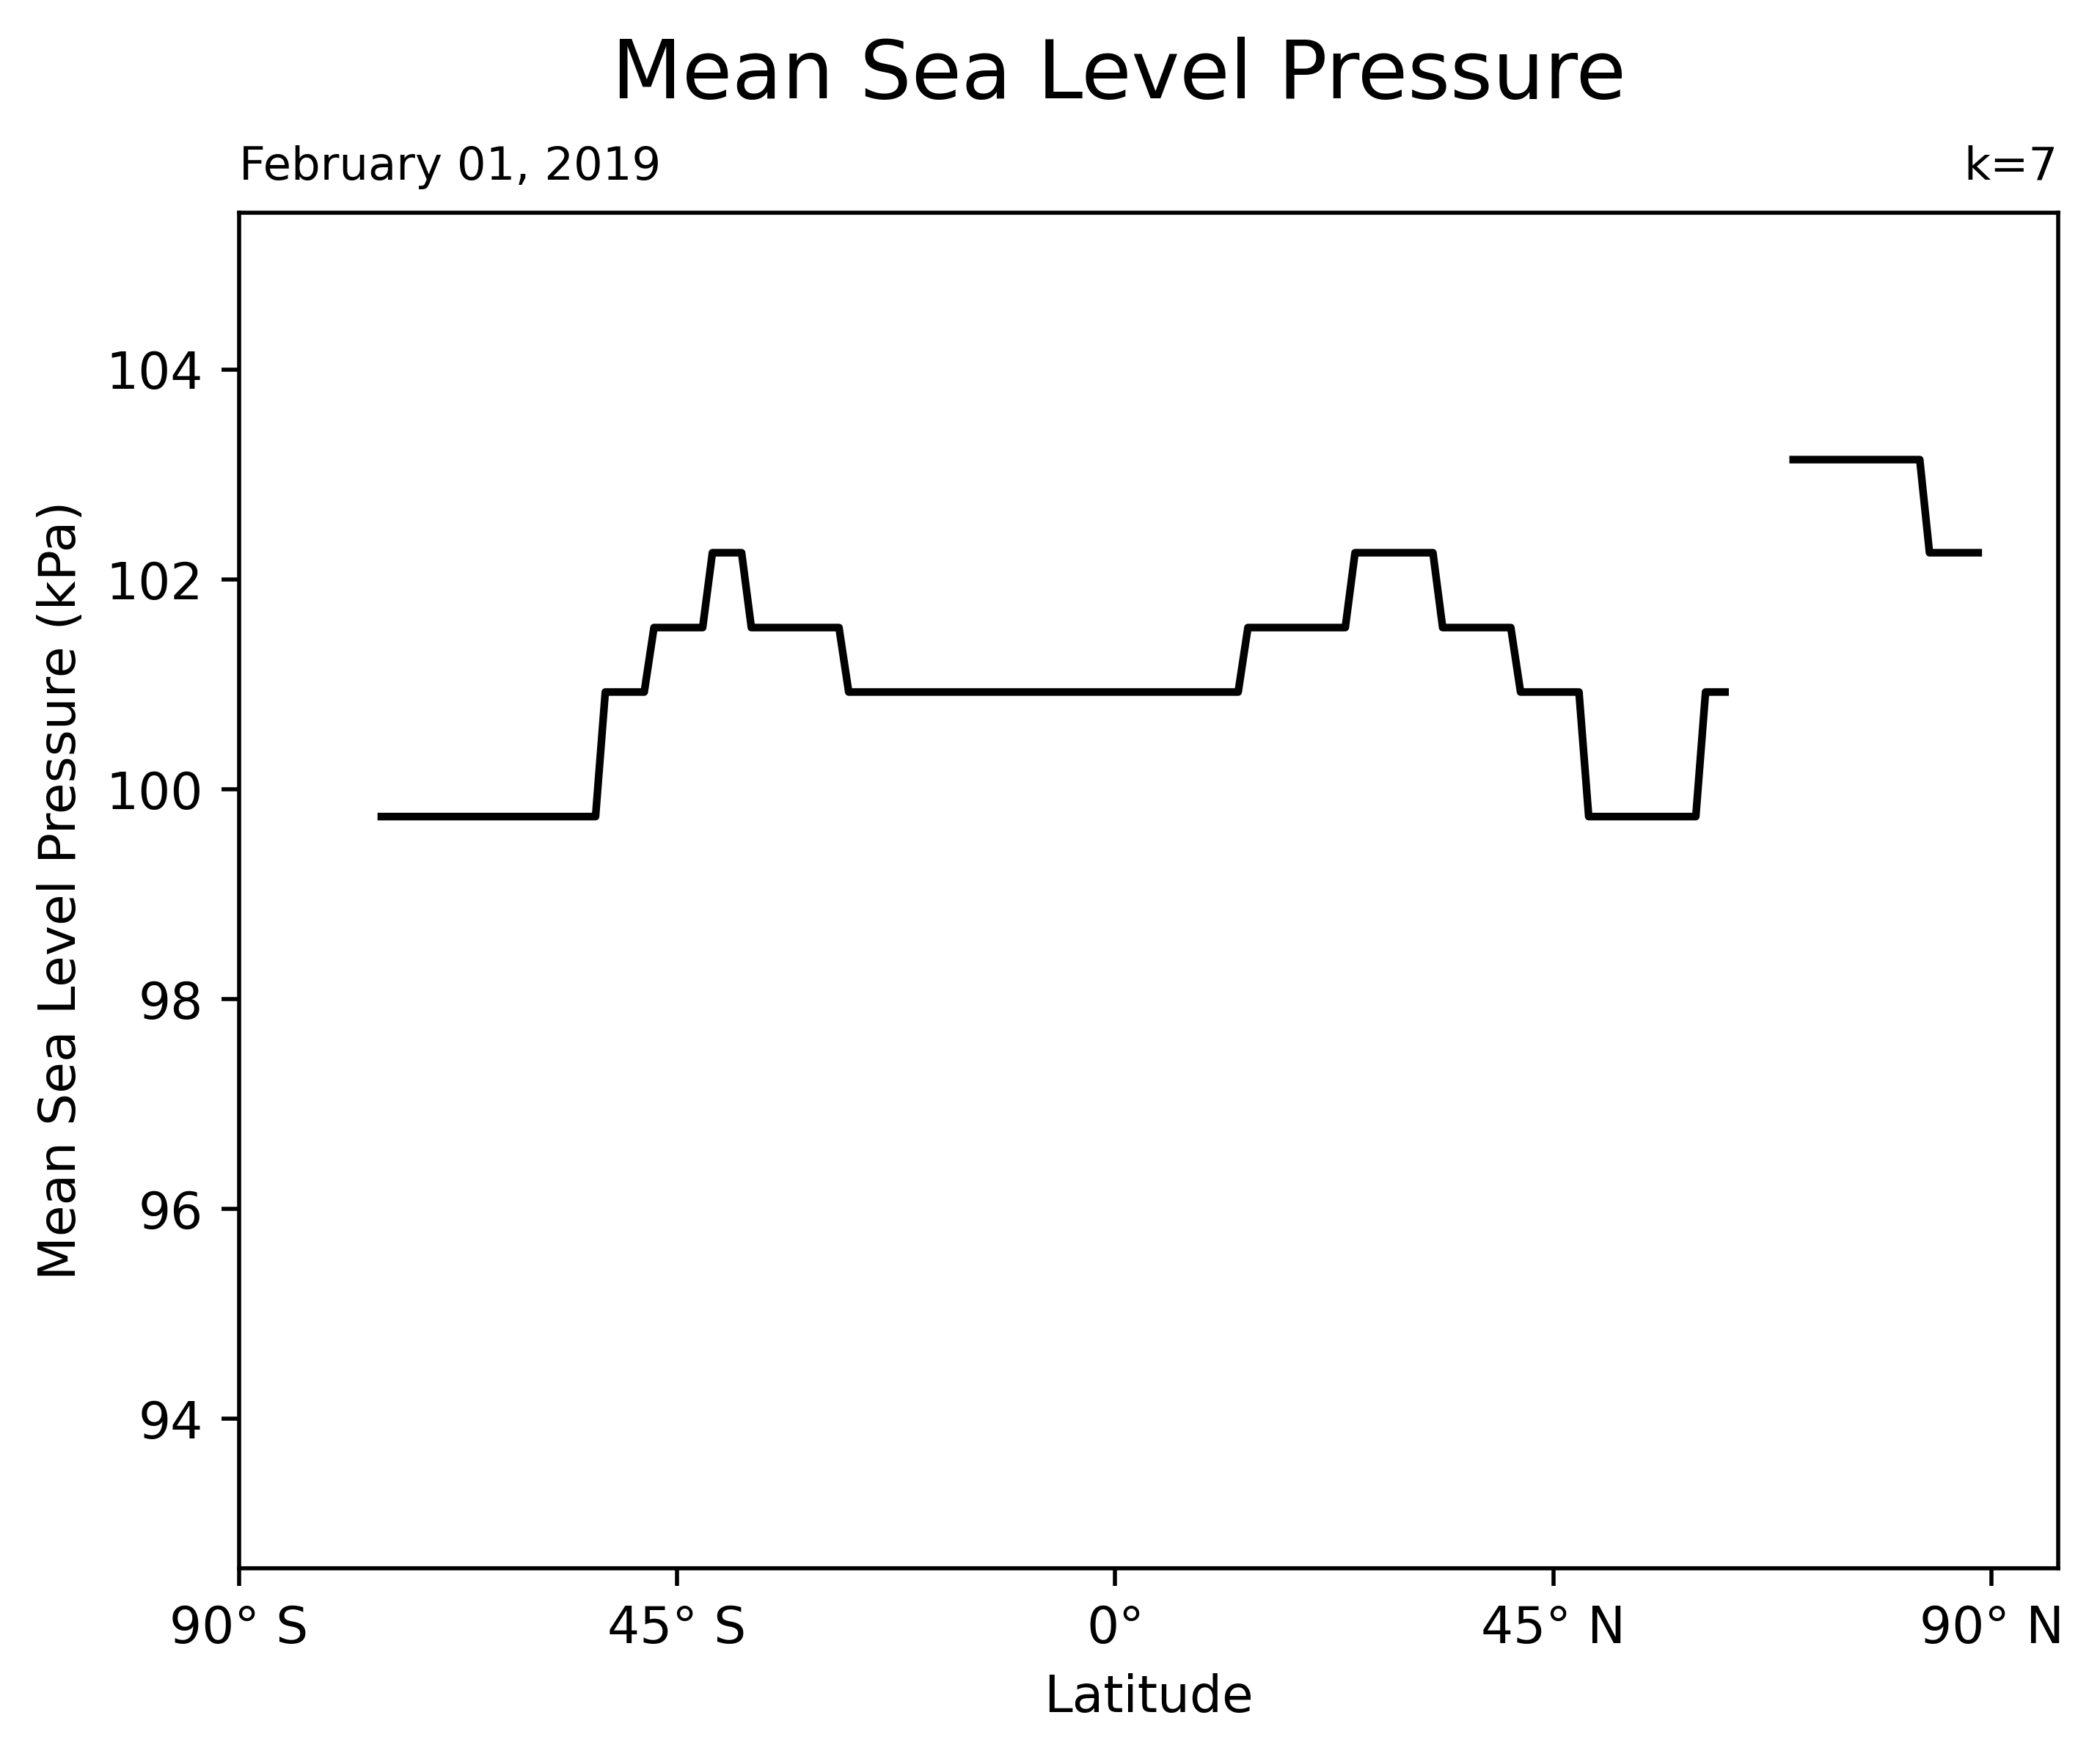 Mean Sea Level Pressure
February 01, 2019 k=7
Mean Sea Level Pressure (kPa)
104
102
100
98
96
94
90° S 45° S 0° 45° N 90° N
Latitude